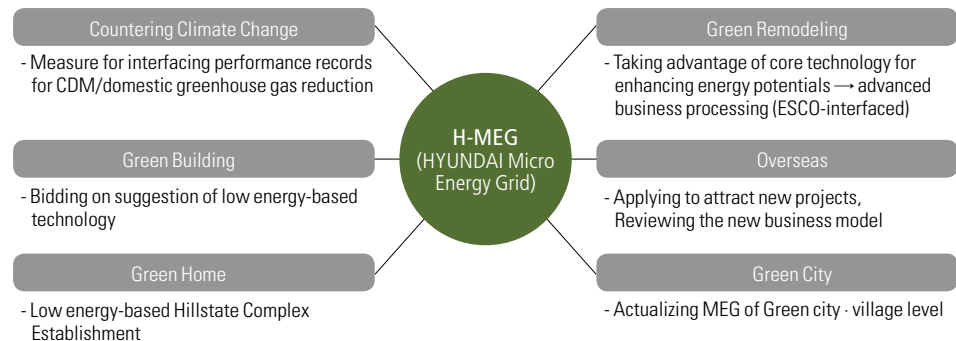 Countering Climate Change
- Measure for interfacing performance records
for CDM/domestic greenhouse gas reduction
Green Building
- Bidding on suggestion of low energy-based
technology
Green Home
- Low energy-based Hillstate Complex
Establishment
H-MEG
(HYUNDAI Micro
Energy Grid)
Green Remodeling
- Taking advantage of core technology for
enhancing energy potentials → advanced
business processing (ESCO-interfaced)
Overseas
- Applying to attract new projects,
Reviewing the new business model
Green City
- Actualizing MEG of Green city · village level